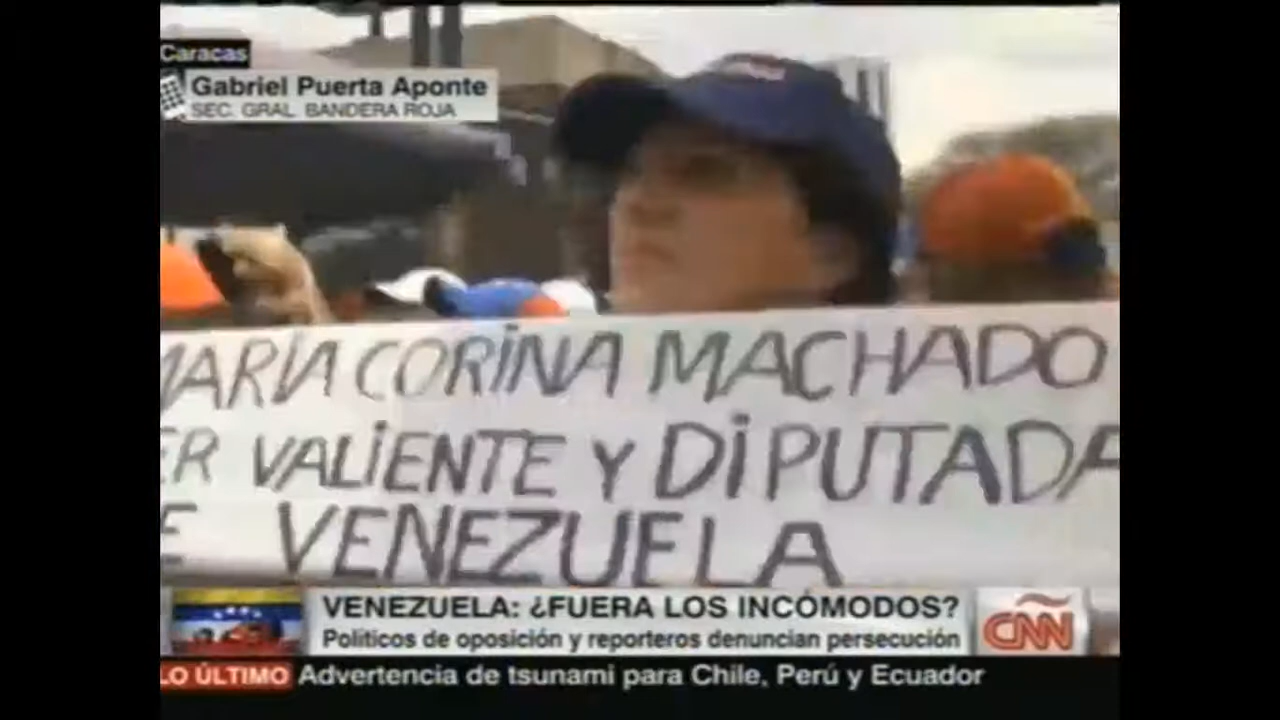 Caracas
Gabriel Puerta Aponte
SEC. GRAL. BANDERA ROJA
MARÍA CORINA MACHADO
ER VALIENTE Y DIPUTADA
E VENEZUELA
VENEZUELA: ¿FUERA LOS INCÓMODOS?
Políticos de oposición y reporteros denuncian persecución
CNN
LO ÚLTIMO Advertencia de tsunami para Chile, Perú y Ecuador